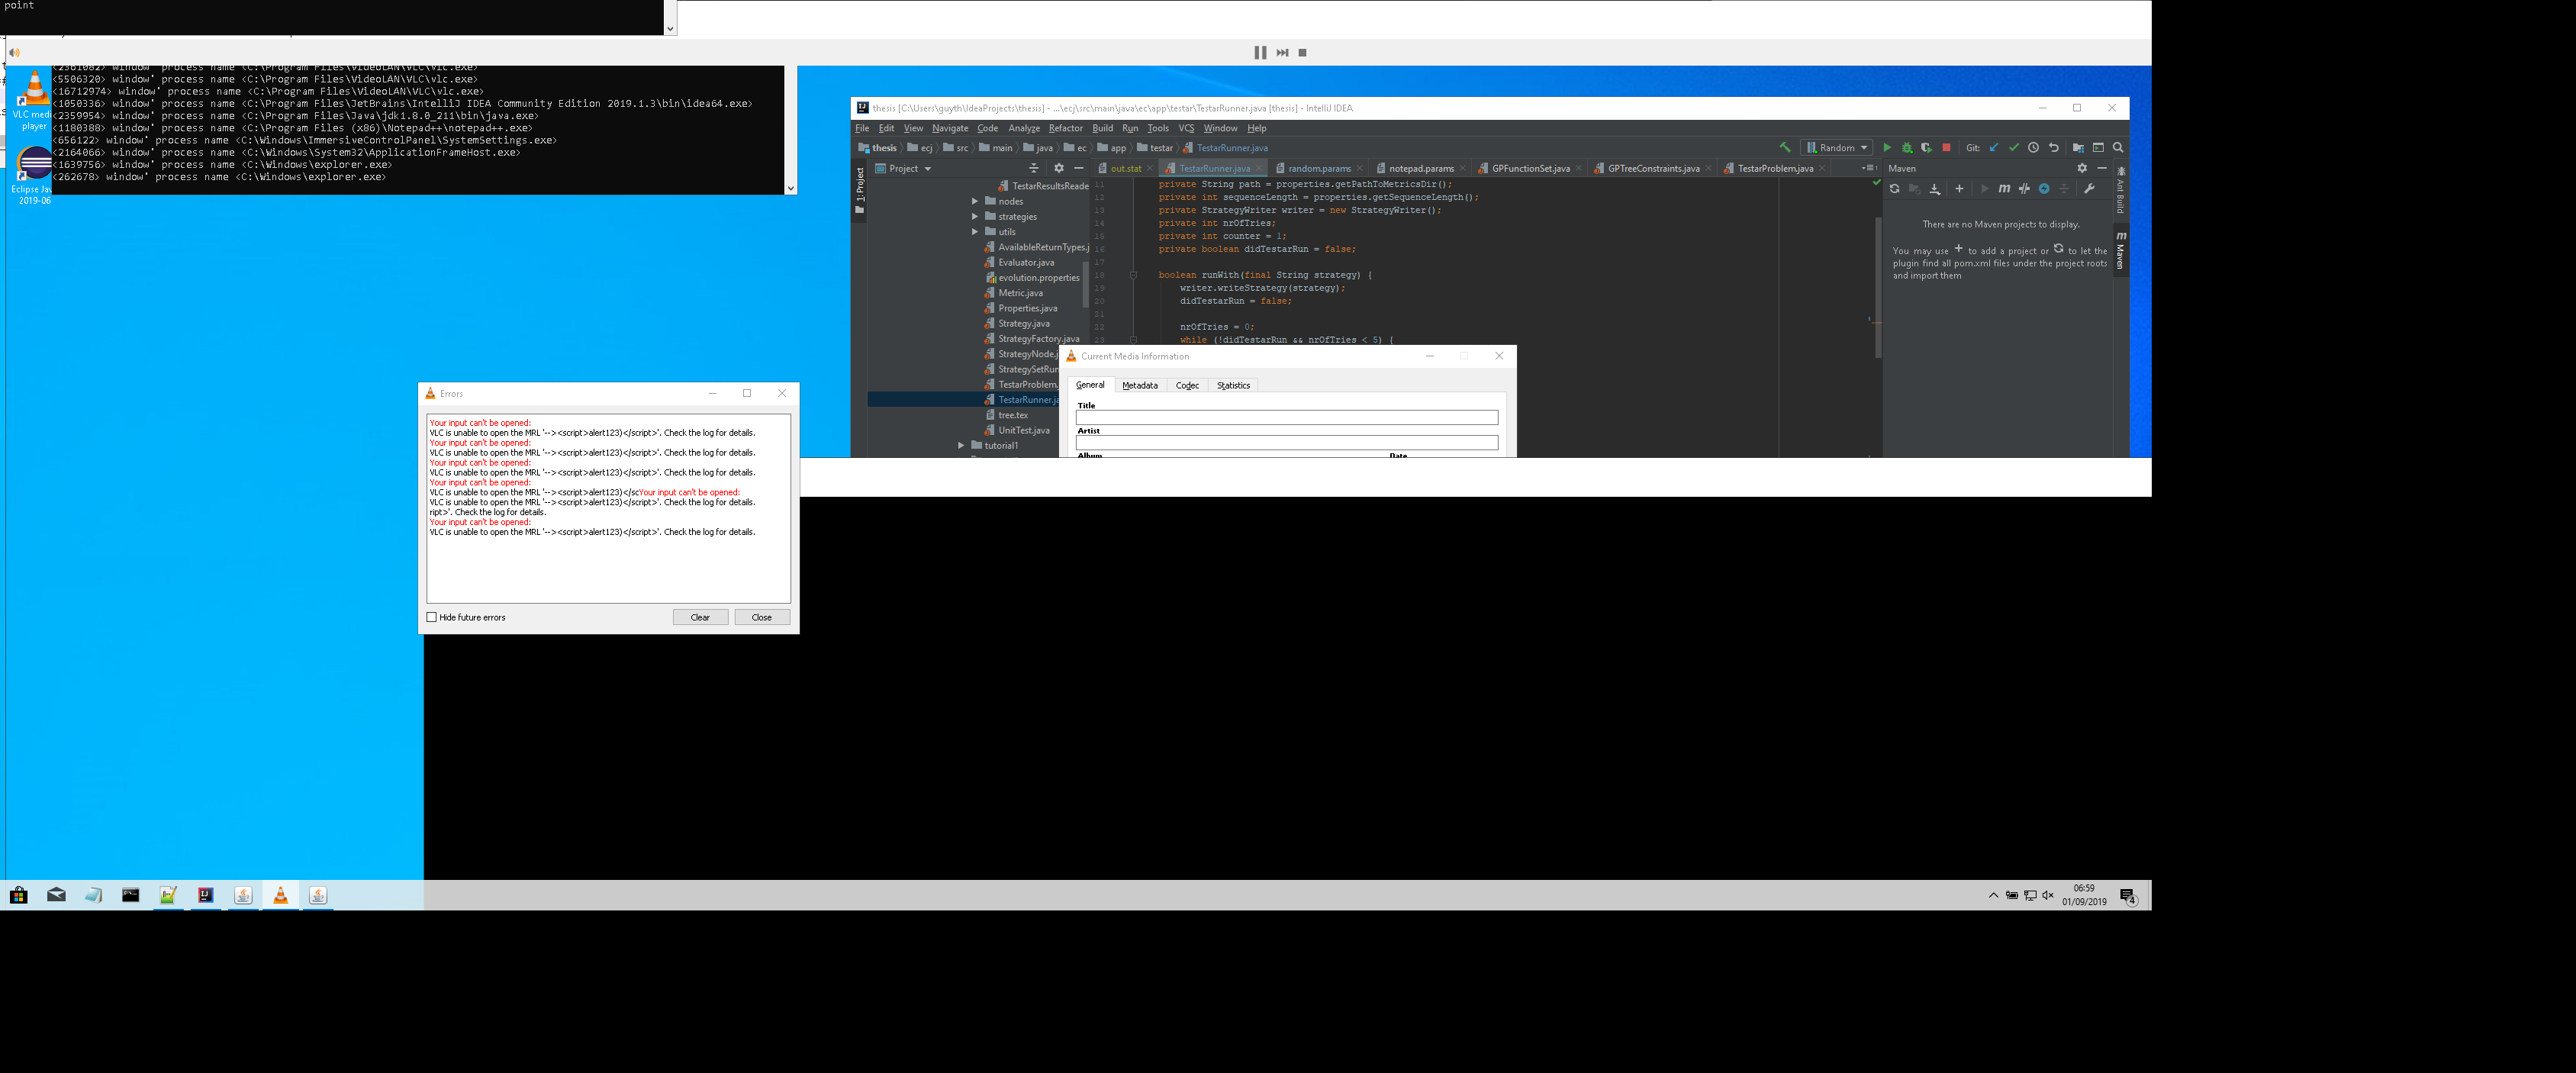 point
<2361082> window' process name <C:\Program Files\VideoLAN\VLC\vlc.exe>
<5506320> window' process name <C:\Program Files\VideoLAN\VLC\vlc.exe>
<16712974> window' process name <C:\Program Files\VideoLAN\VLC\vlc.exe>
<1050336> window' process name <C:\Program Files\JetBrains\IntelliJ IDEA Community Edition 2019.1.3\bin\idea64.exe>
<2359954> window' process name <C:\Program Files\Java\jdk1.8.0_211\bin\java.exe>
<1180388> window' process name <C:\Program Files (x86)\Notepad++\notepad++.exe>
<656122> window' process name <C:\Windows\ImmersiveControlPanel\SystemSettings.exe>
<2164066> window' process name <C:\Windows\System32\ApplicationFrameHost.exe>
<1639756> window' process name <C:\Windows\explorer.exe>
<262678> window' process name <C:\Windows\explorer.exe>
VLC medi
player
Eclipse Jav
2019-06
thesis [C:\Users\guyth\IdeaProjects\thesis] - ...\ecj\src\main\java\ec\app\testar\TestarRunner.java [thesis] - IntelliJ IDEA
File Edit View Navigate Code Analyze Refactor Build Run Tools VCS Window Help
thesis ecj src main java ec app testar TestarRunner.java
Random Git:
1: Project
Project
out.stat TestarRunner.java random.params notepad.params GPFunctionSet.java GPTreeConstraints.java TestarProblem.java
TestarResultsReade
nodes
strategies
utils
AvailableReturnTypes.j
Evaluator.java
evolution.properties
Metric.java
Properties.java
Strategy.java
StrategyFactory.java
StrategyNode.j
StrategySetRun
TestarProblem.
TestarRunner.ja
tree.tex
UnitTest.java
tutorial1
11 private String path = properties.getPathToMetricsDir();
12 private int sequenceLength = properties.getSequenceLength();
13 private StrategyWriter writer = new StrategyWriter();
14 private int nrOfTries;
15 private int counter = 1;
16 private boolean didTestarRun = false;
17
18 boolean runWith(final String strategy) {
19 writer.writeStrategy(strategy);
20 didTestarRun = false;
21
22 nrOfTries = 0;
23 while (!didTestarRun && nrOfTries < 5) {
Maven
There are no Maven projects to display.
You may use + to add a project or to let the
plugin find all pom.xml files under the project roots
and import them
Ant Build
Maven
Current Media Information
General Metadata Codec Statistics
Title
Artist
Album Date
Errors
Your input can't be opened:
VLC is unable to open the MRL '--><script>alert123)</script>'. Check the log for details.
Your input can't be opened:
VLC is unable to open the MRL '--><script>alert123)</script>'. Check the log for details.
Your input can't be opened:
VLC is unable to open the MRL '--><script>alert123)</script>'. Check the log for details.
Your input can't be opened:
VLC is unable to open the MRL '--><script>alert123)</scYour input can't be opened:
VLC is unable to open the MRL '--><script>alert123)</script>'. Check the log for details.
ript>'. Check the log for details.
Your input can't be opened:
VLC is unable to open the MRL '--><script>alert123)</script>'. Check the log for details.
Hide future errors
Clear
Close
06:59
01/09/2019
4